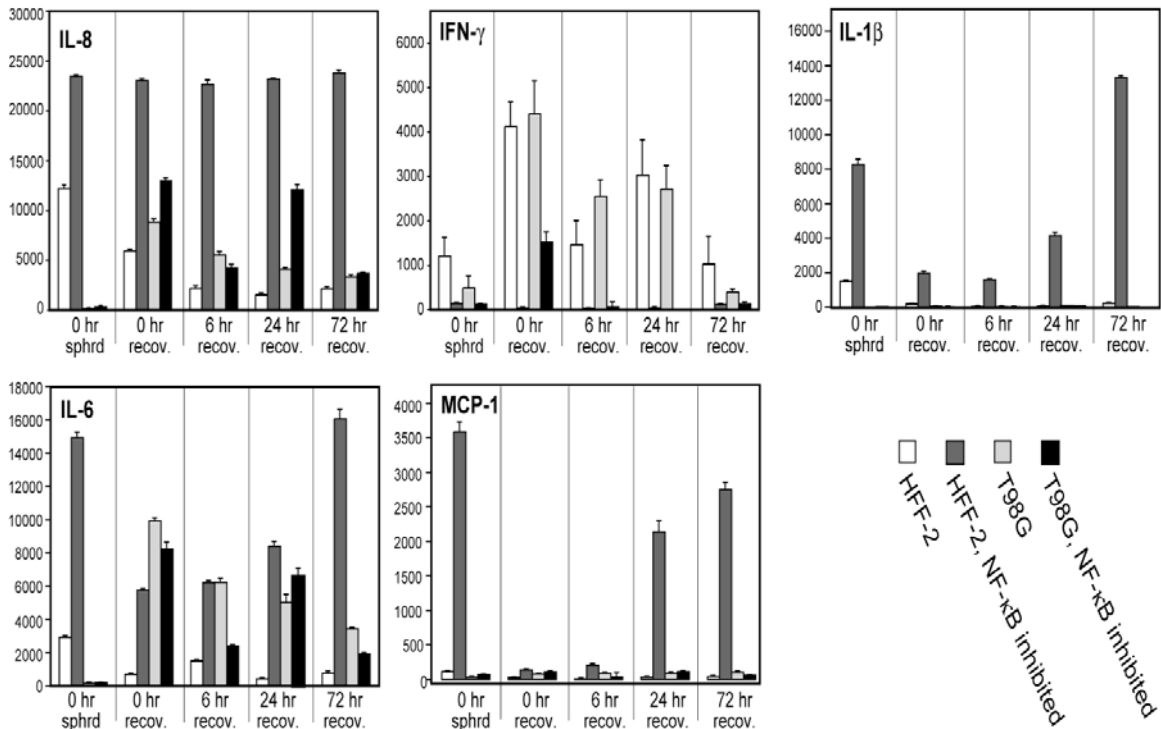 IL-8
30000
25000
20000
15000
10000
5000
0
0 hr 0 hr 6 hr 24 hr 72 hr
sphrd recov. recov. recov. recov.
IFN-γ
6000
5000
4000
3000
2000
1000
0
0 hr 0 hr 6 hr 24 hr 72 hr
sphrd recov. recov. recov. recov.
IL-1β
16000
14000
12000
10000
8000
6000
4000
2000
0
0 hr 0 hr 6 hr 24 hr 72 hr
sphrd recov. recov. recov. recov.
IL-6
18000
16000
14000
12000
10000
8000
6000
4000
2000
0
0 hr 0 hr 6 hr 24 hr 72 hr
sphrd recov. recov. recov. recov.
MCP-1
4000
3500
3000
2500
2000
1500
1000
500
0
0 hr 0 hr 6 hr 24 hr 72 hr
sphrd recov. recov. recov. recov.
HFF-2
HFF-2, NF-κB inhibited
T98G
T98G, NF-κB inhibited